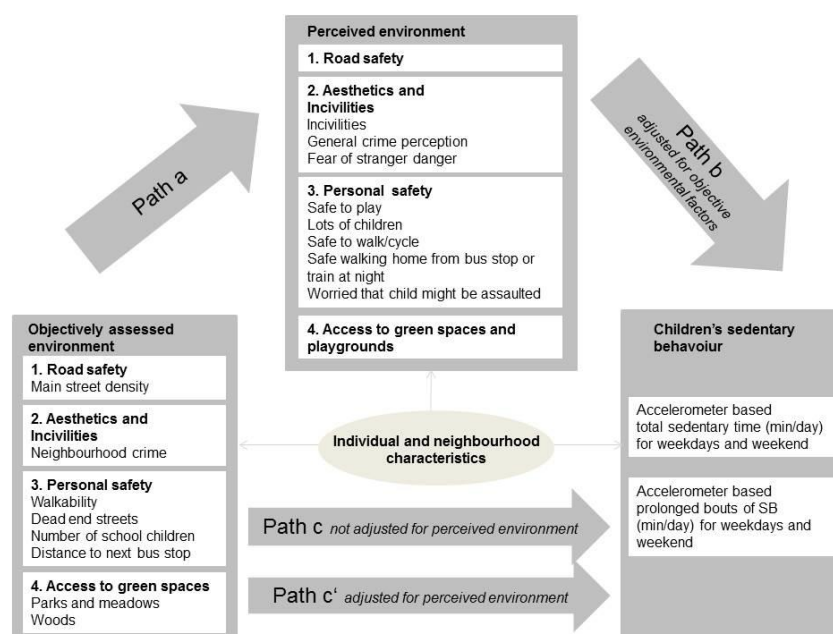 Perceived environment
1. Road safety
2. Aesthetics and
Incivilities
Incivilities
General crime perception
Fear of stranger danger
3. Personal safety
Safe to play
Lots of children
Safe to walk/cycle
Safe walking home from bus stop or
train at night
Worried that child might be assaulted
4. Access to green spaces and
playgrounds
Path a
Path b
adjusted for objective
environmental factors
Objectively assessed
environment
1. Road safety
Main street density
2. Aesthetics and
Incivilities
Neighbourhood crime
3. Personal safety
Walkability
Dead end streets
Number of school children
Distance to next bus stop
4. Access to green spaces
Parks and meadows
Woods
Individual and neighbourhood
characteristics
Path c not adjusted for perceived environment
Path c‘ adjusted for perceived environment
Children’s sedentary
behavoiur
Accelerometer based
total sedentary time (min/day)
for weekdays and weekend
Accelerometer based
prolonged bouts of SB
(min/day) for weekdays and
weekend